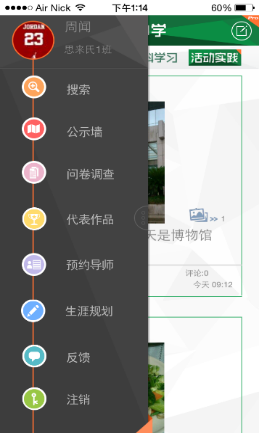 Air Nick 下午1:14 60%
JORDAN
23
周闻
思来氏1班
学
学习 活动实践
搜索
公示墙
问卷调查
代表作品
>> 1
天是博物馆
预约导师
评论:0
今天 09:12
生涯规划
反馈
注销